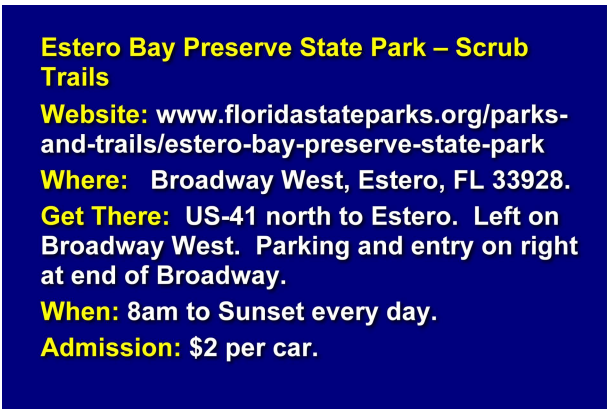 Estero Bay Preserve State Park – Scrub
Trails
Website: www.floridastateparks.org/parks-
and-trails/estero-bay-preserve-state-park
Where:   Broadway West, Estero, FL 33928.
Get There:  US-41 north to Estero.  Left on
Broadway West.  Parking and entry on right
at end of Broadway.
When: 8am to Sunset every day.
Admission: $2 per car.